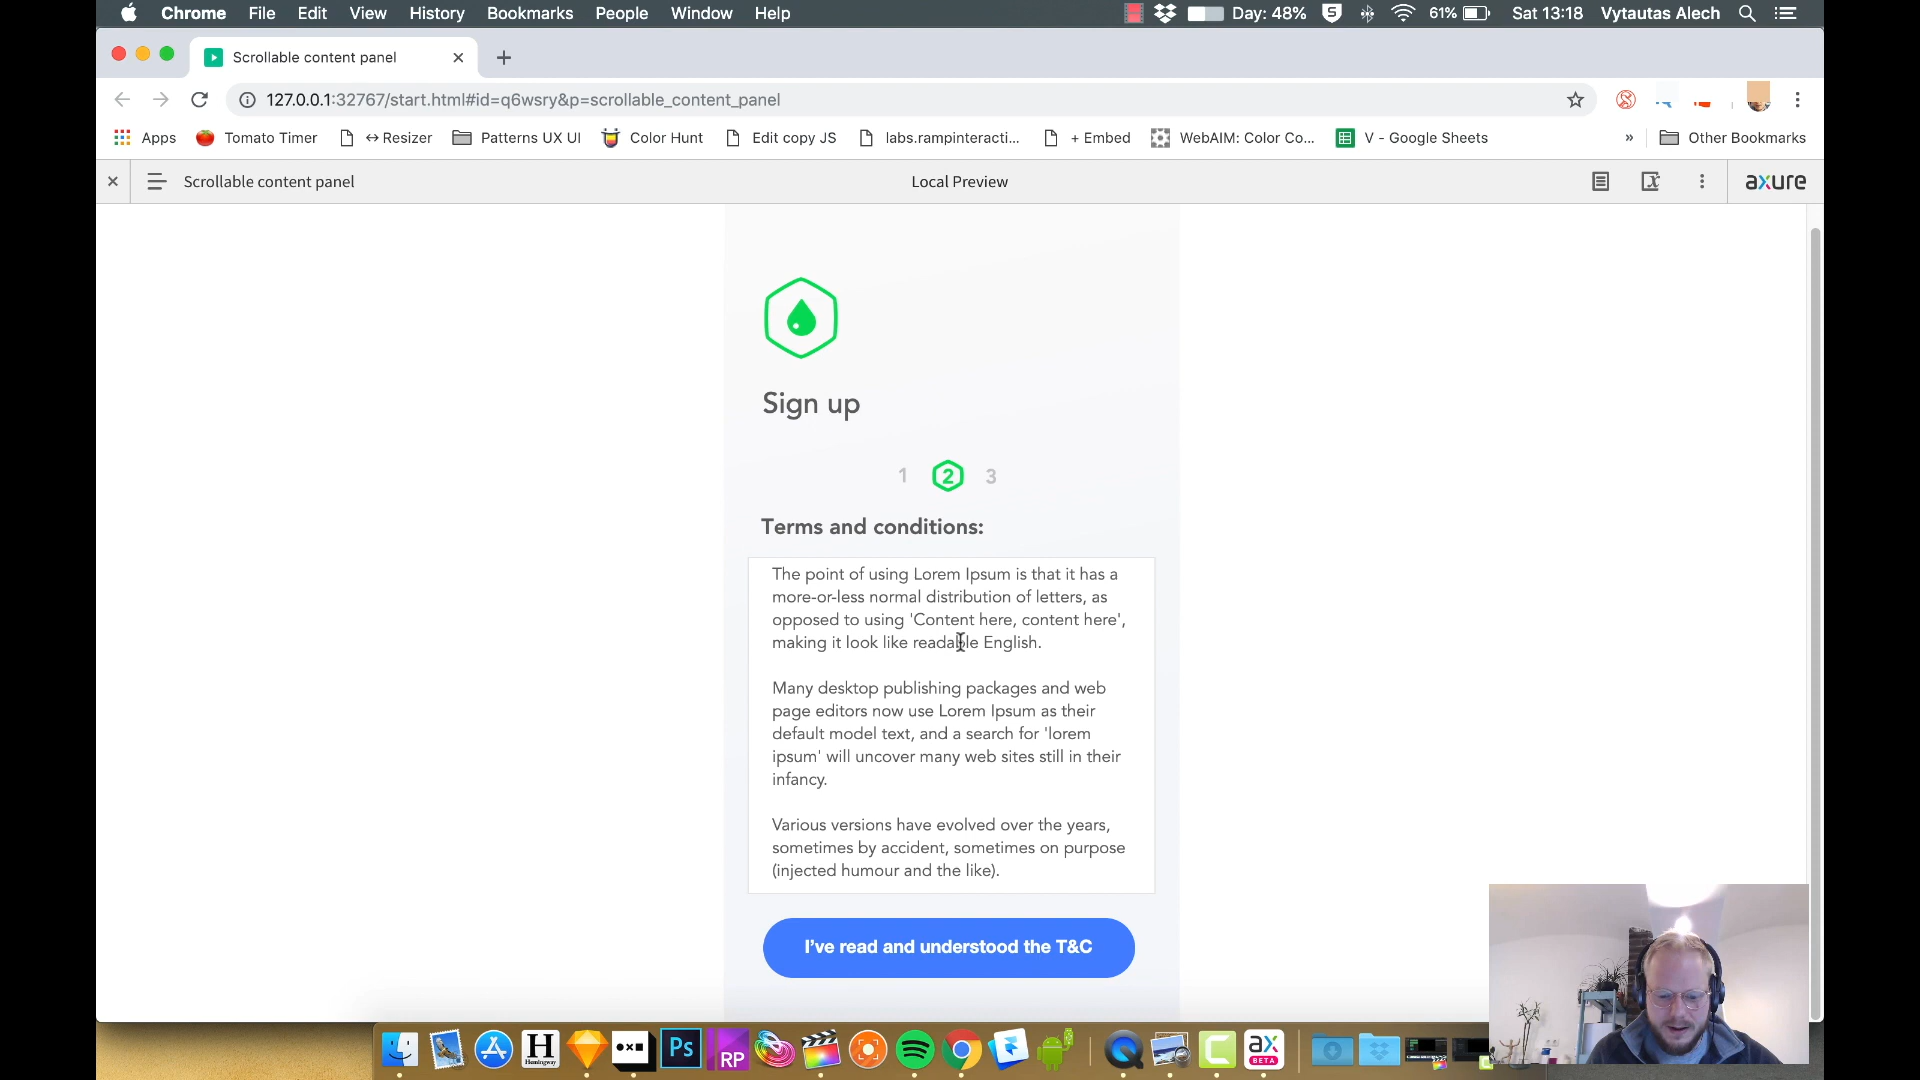 Chrome File Edit View History Bookmarks People Window Help Day: 48% S 61% Sat 13:18 Vytautas Alech
Scrollable content panel
127.0.0.1:32767/start.html#id=q6wsry&p=scrollable_content_panel
Apps Tomato Timer ↔ Resizer Patterns UX UI Color Hunt Edit copy JS labs.rampinteracti... + Embed WebAIM: Color Co... V - Google Sheets » Other Bookmarks
Scrollable content panel Local Preview axure
Sign up
1 2 3
Terms and conditions:
The point of using Lorem Ipsum is that it has a
more-or-less normal distribution of letters, as
opposed to using 'Content here, content here',
making it look like readable English.
Many desktop publishing packages and web
page editors now use Lorem Ipsum as their
default model text, and a search for 'lorem
ipsum' will uncover many web sites still in their
infancy.
Various versions have evolved over the years,
sometimes by accident, sometimes on purpose
(injected humour and the like).
I've read and understood the T&C
H Hemingway Ps RP C ax BETA